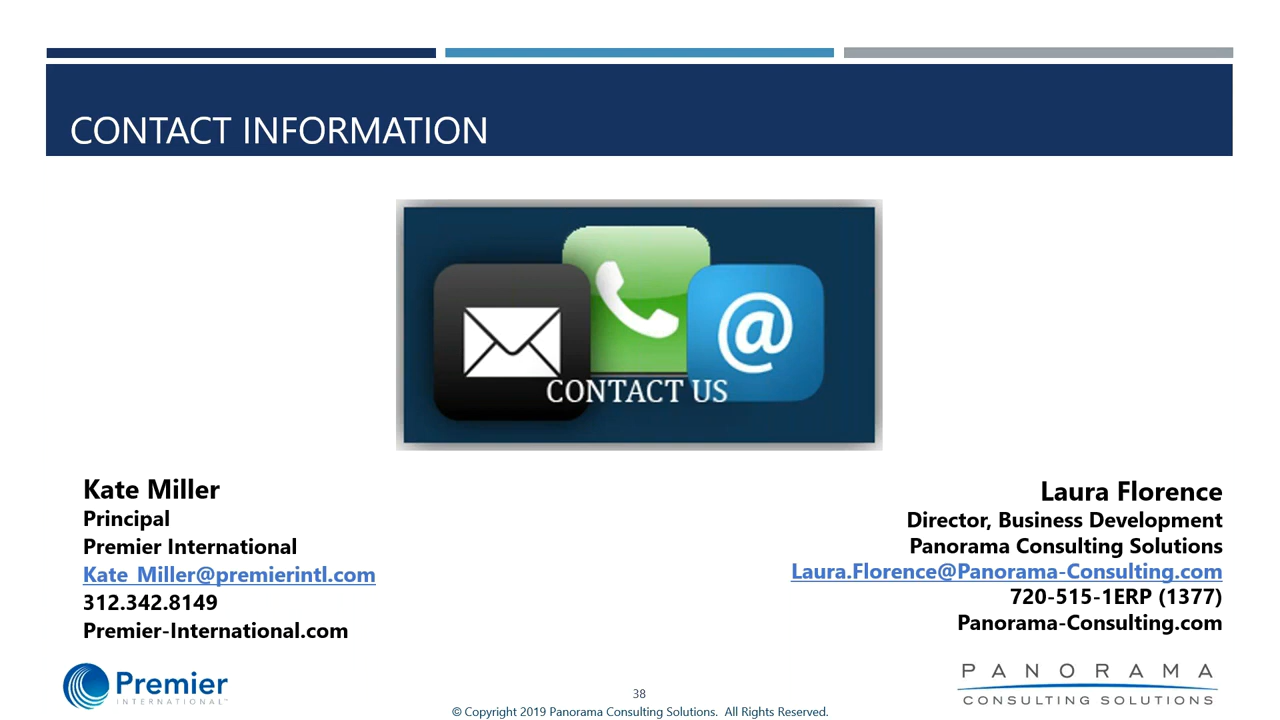 CONTACT INFORMATION
@
CONTACT US
Kate Miller
Principal
Premier International
Kate_Miller@premierintl.com
312.342.8149
Premier-International.com
Laura Florence
Director, Business Development
Panorama Consulting Solutions
Laura.Florence@Panorama-Consulting.com
720-515-1ERP (1377)
Panorama-Consulting.com
Premier
INTERNATIONAL™
38
© Copyright 2019 Panorama Consulting Solutions. All Rights Reserved.
PANORAMA
CONSULTING SOLUTIONS